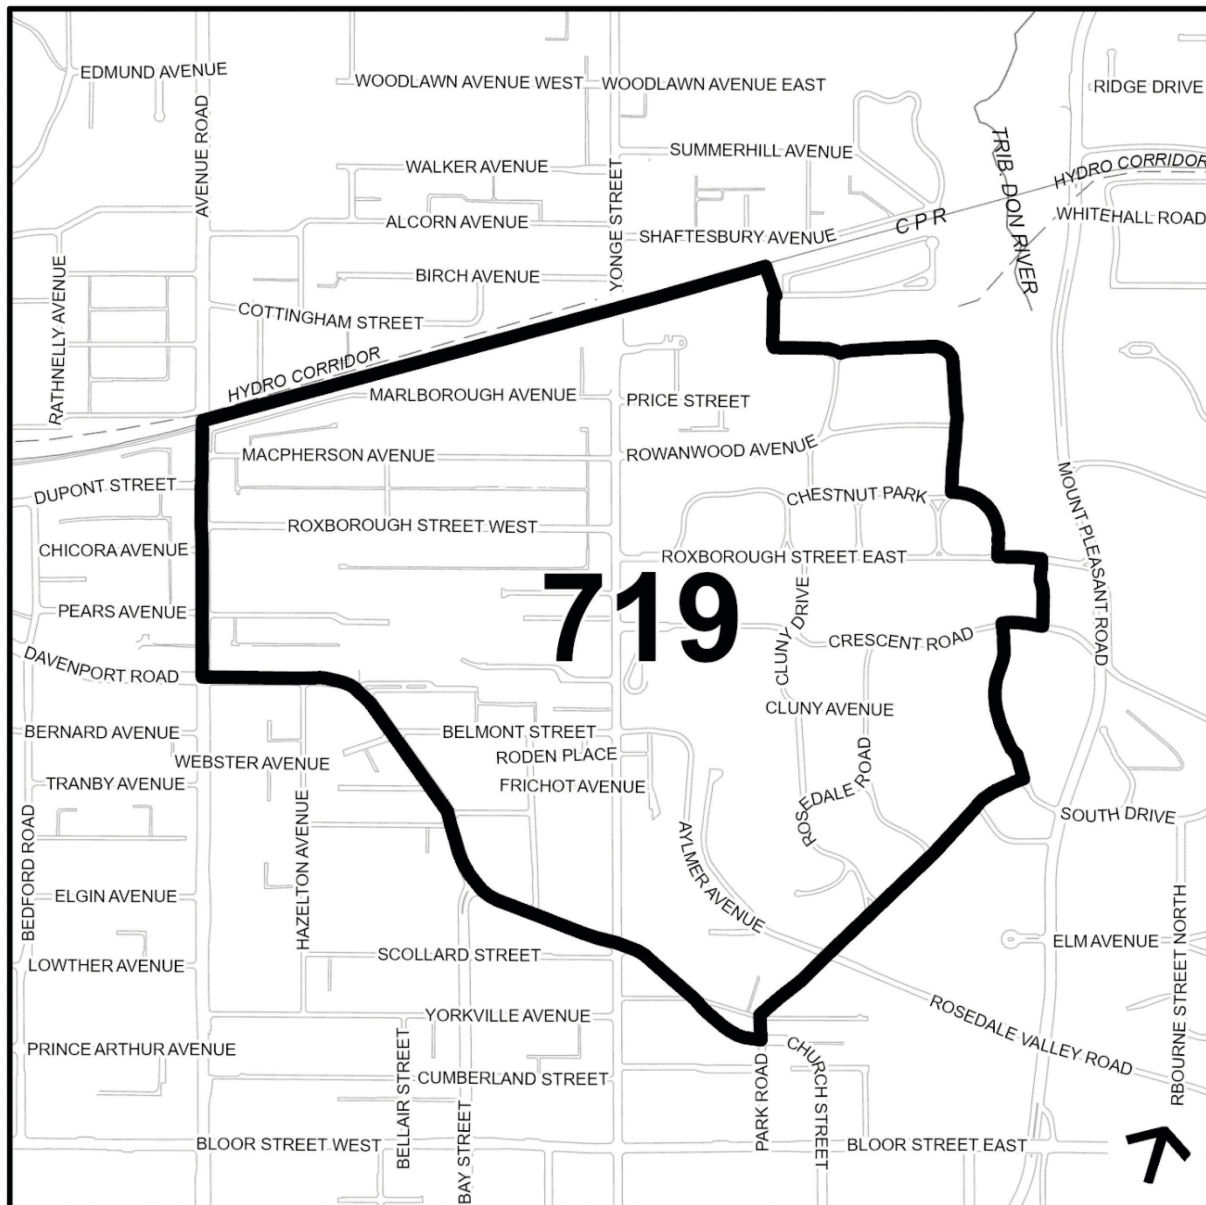 EDMUND AVENUE
WOODLAWN AVENUE WEST
WOODLAWN AVENUE EAST
RIDGE DRIVE
AVENUE ROAD
WALKER AVENUE
YONGE STREET
SUMMERHILL AVENUE
TRIB. DON RIVER
HYDRO CORRIDOR
ALCORN AVENUE
SHAFTESBURY AVENUE
CPR
WHITEHALL ROAD
RATHNELLY AVENUE
BIRCH AVENUE
COTTINGHAM STREET
HYDRO CORRIDOR
MARLBOROUGH AVENUE
PRICE STREET
MACPHERSON AVENUE
ROWANWOOD AVENUE
DUPONT STREET
CHESTNUT PARK
MOUNT PLEASANT ROAD
ROXBOROUGH STREET WEST
CHICORA AVENUE
ROXBOROUGH STREET EAST
719
PEARS AVENUE
CLUNY DRIVE
CRESCENT ROAD
DAVENPORT ROAD
CLUNY AVENUE
BERNARD AVENUE
BELMONT STREET
RODEN PLACE
WEBSTER AVENUE
TRANBY AVENUE
FRICHOT AVENUE
ROSEDALE ROAD
SOUTH DRIVE
BEDFORD ROAD
HAZELTON AVENUE
AYLMER AVENUE
ELGIN AVENUE
ELM AVENUE
RBOURNE STREET NORTH
SCOLLARD STREET
LOWTHER AVENUE
ROSEDALE VALLEY ROAD
YORKVILLE AVENUE
PRINCE ARTHUR AVENUE
BELLAIR STREET
CUMBERLAND STREET
PARK ROAD
CHURCH STREET
BAY STREET
BLOOR STREET WEST
BLOOR STREET EAST